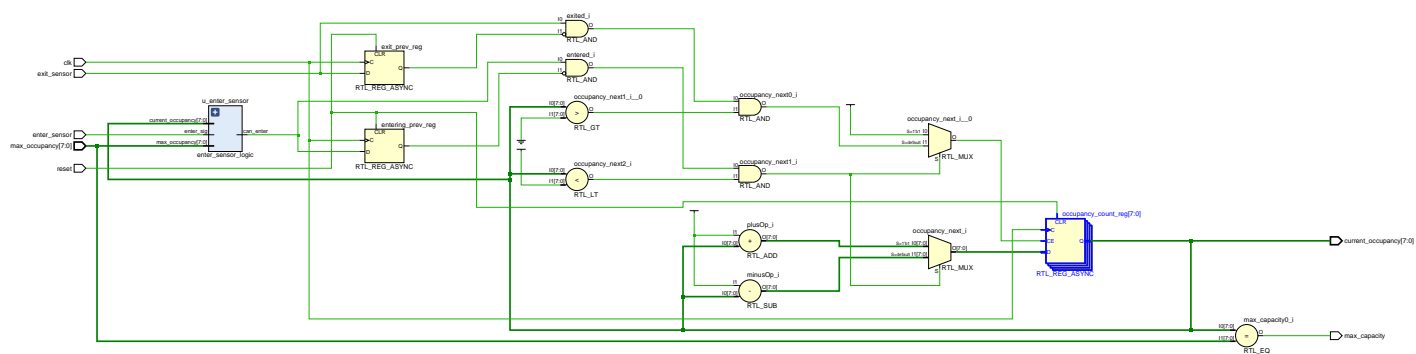 exited_i
I0
O
I1
RTL_AND
exit_prev_reg
CLR
C
Q
D
RTL_REG_ASYNC
clk
exit_sensor
entered_i
I0
O
I1
RTL_AND
u_enter_sensor
current_occupancy[7:0]
enter_sig
can_enter
max_occupancy[7:0]
enter_sensor_logic
enter_sensor
max_occupancy[7:0]
reset
entering_prev_reg
CLR
C
Q
D
RTL_REG_ASYNC
occupancy_next1_i__0
I0[7:0]
>
O
I1[7:0]
RTL_GT
occupancy_next2_i
I0[7:0]
<
O
I1[7:0]
RTL_LT
occupancy_next0_i
I0
O
I1
RTL_AND
occupancy_next1_i
I0
O
I1
RTL_AND
occupancy_next_i__0
S=1'b1 I0
O
S=default I1
S
RTL_MUX
plusOp_i
I1
+
O[7:0]
I0[7:0]
RTL_ADD
minusOp_i
I1
-
O[7:0]
I0[7:0]
RTL_SUB
occupancy_next_i
S=1'b1 I0[7:0]
O[7:0]
S=default I1[7:0]
S
RTL_MUX
occupancy_count_reg[7:0]
CLR
C
CE
Q
D
RTL_REG_ASYNC
current_occupancy[7:0]
max_capacity0_i
I0[7:0]
=
O
I1[7:0]
RTL_EQ
max_capacity